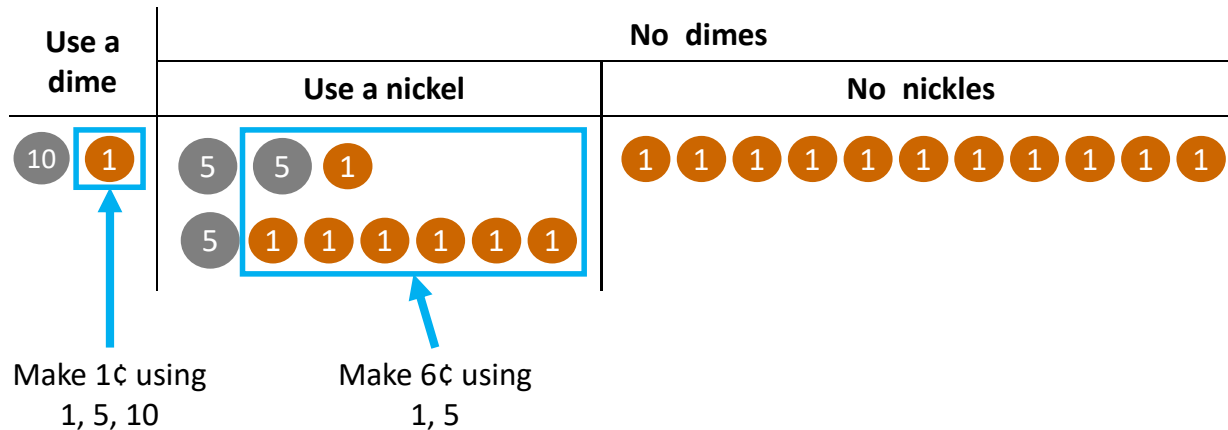 Use a
dime
No dimes
Use a nickel
No nickles
10 1
5 5 1
5 1 1 1 1 1 1
1 1 1 1 1 1 1 1 1 1 1
Make 1¢ using
1, 5, 10
Make 6¢ using
1, 5